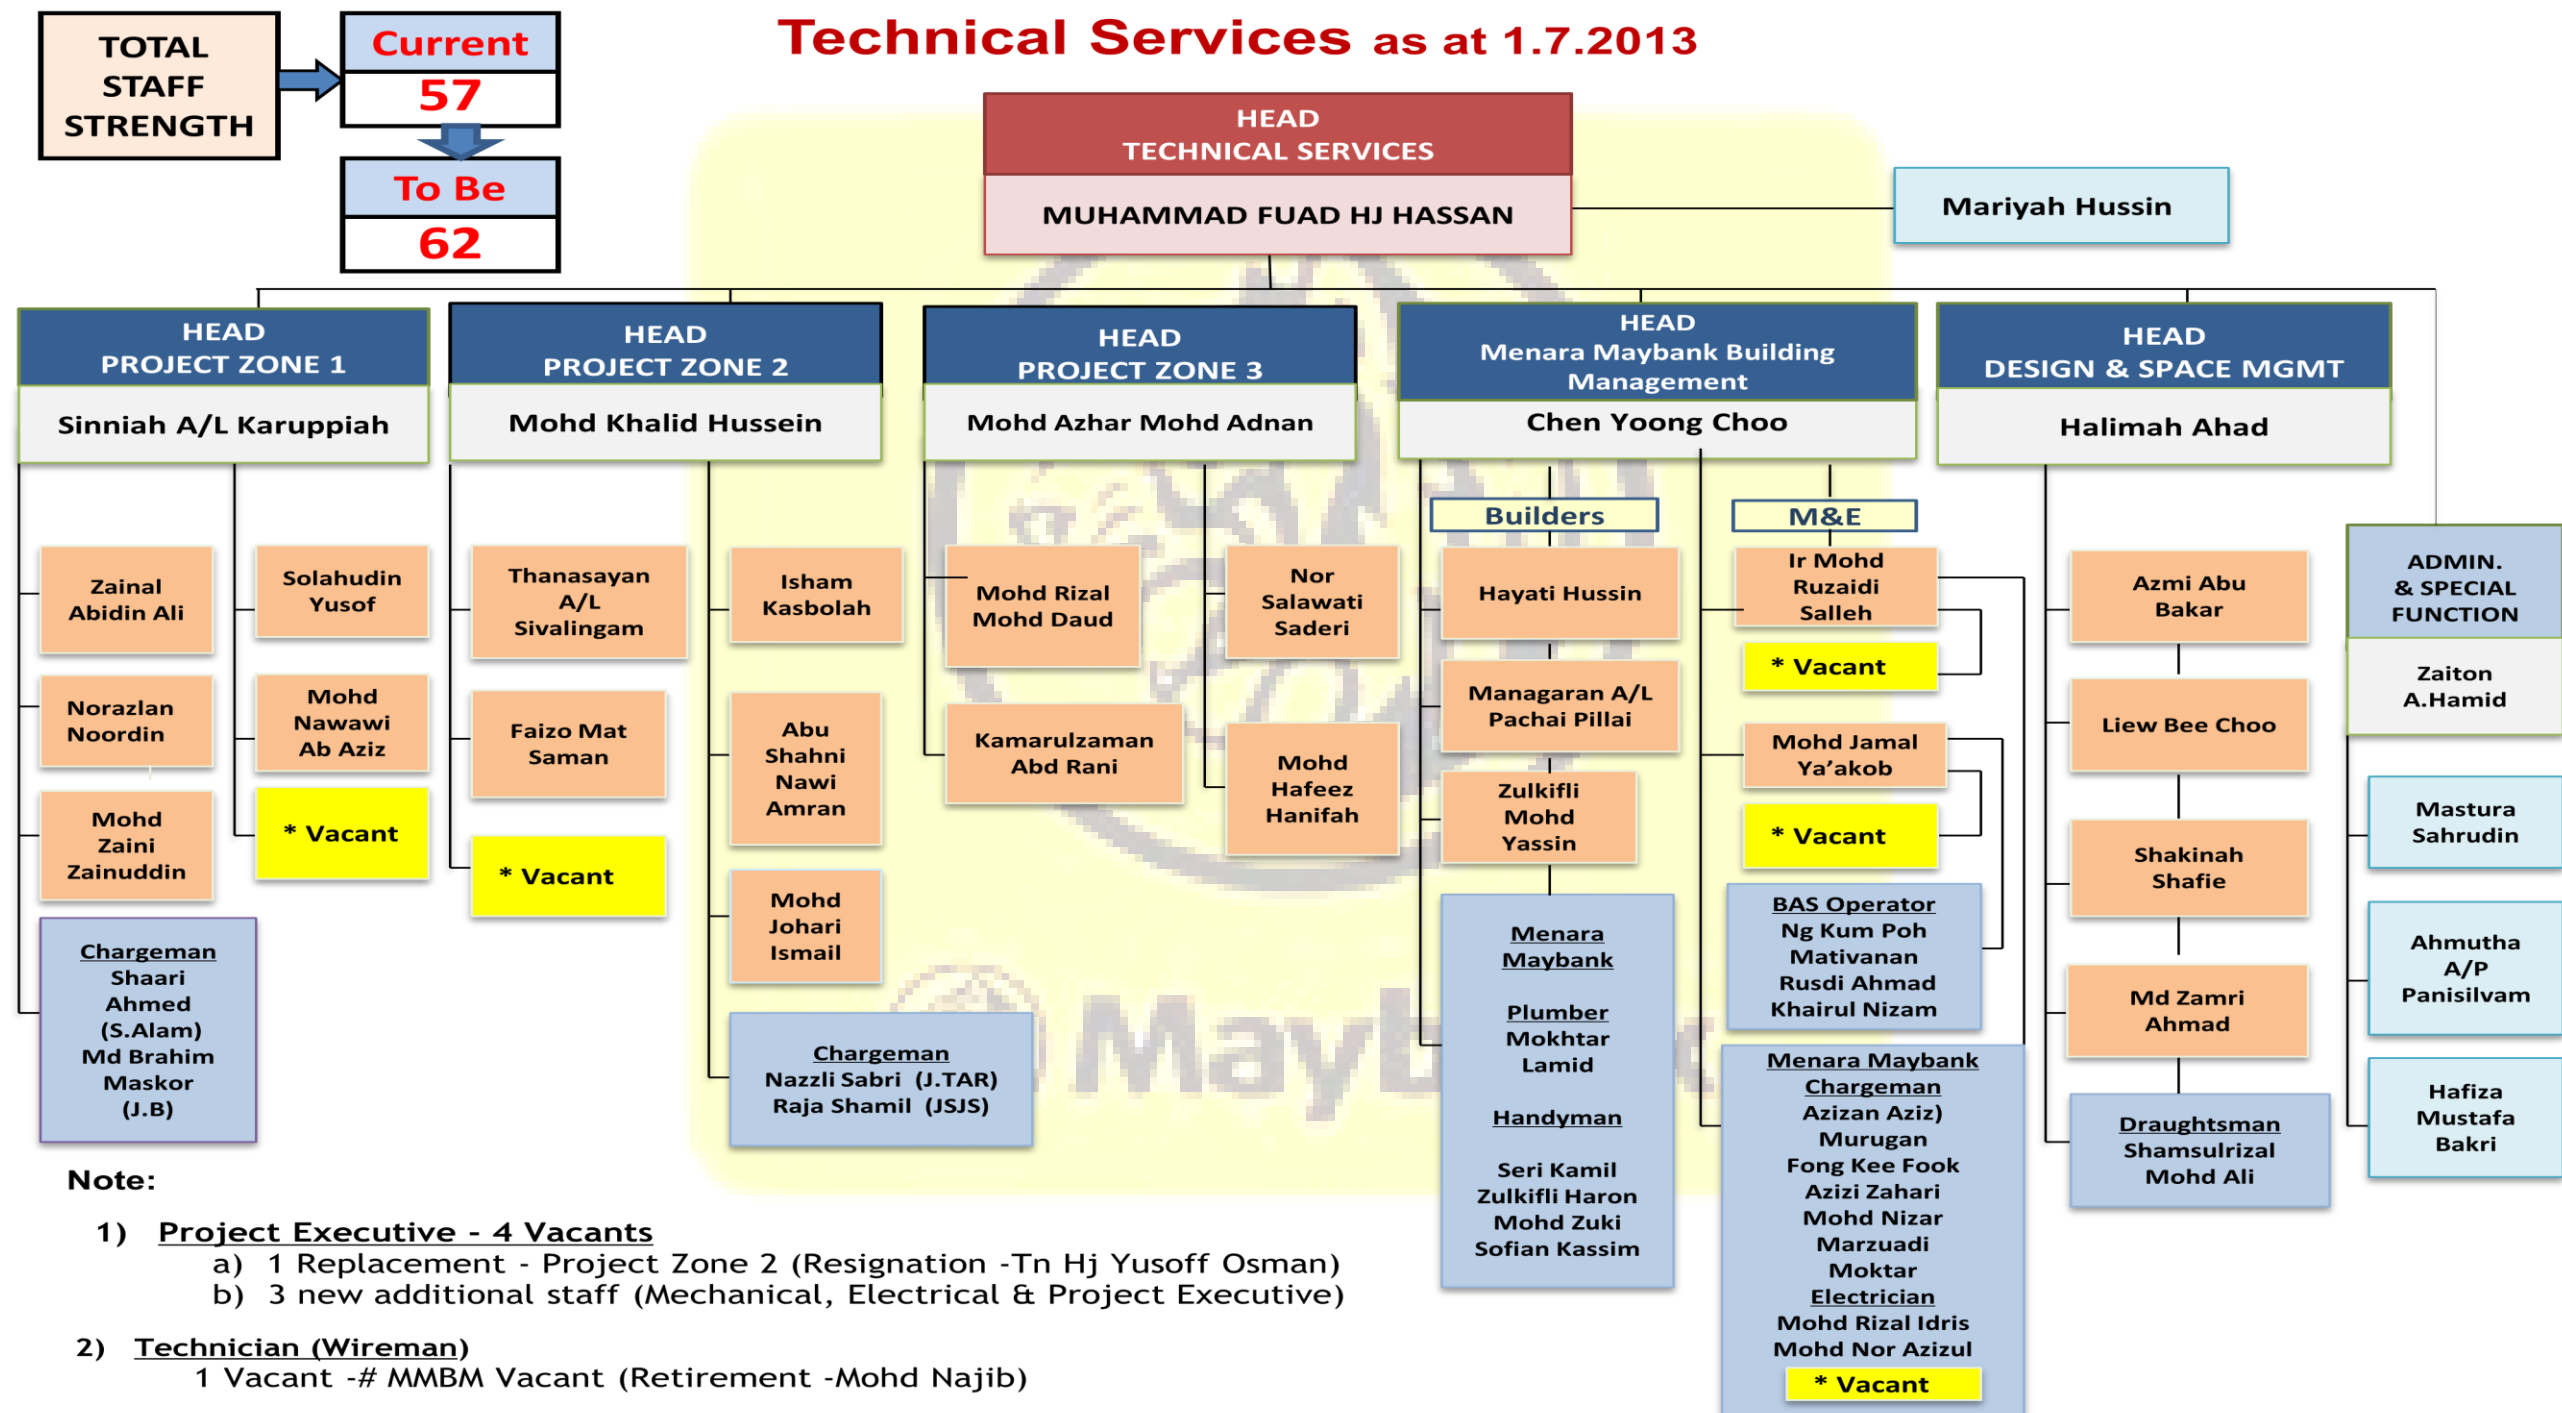 TOTAL
STAFF
STRENGTH
Current
57
To Be
62
Technical Services as at 1.7.2013
HEAD
TECHNICAL SERVICES
MUHAMMAD FUAD HJ HASSAN
Mariyah Hussin
HEAD
PROJECT ZONE 1
Sinniah A/L Karuppiah
Zainal
Abidin Ali
Norazlan
Noordin
Mohd
Zaini
Zainuddin
Chargeman
Shaari
Ahmed
(S.Alam)
Md Brahim
Maskor
(J.B)
Solahudin
Yusof
Mohd
Nawawi
Ab Aziz
* Vacant
HEAD
PROJECT ZONE 2
Mohd Khalid Hussein
Thanasayan
A/L
Sivalingam
Faizo Mat
Saman
* Vacant
Isham
Kasbolah
Abu
Shahni
Nawi
Amran
Mohd
Johari
Ismail
Chargeman
Nazzli Sabri (J.TAR)
Raja Shamil (JSJS)
HEAD
PROJECT ZONE 3
Mohd Azhar Mohd Adnan
Mohd Rizal
Mohd Daud
Kamarulzaman
Abd Rani
Nor
Salawati
Saderi
Mohd
Hafeez
Hanifah
HEAD
Menara Maybank Building
Management
Chen Yoong Choo
Builders
Hayati Hussin
Managaran A/L
Pachai Pillai
Zulkifli
Mohd
Yassin
Menara
Maybank
Plumber
Mokhtar
Lamid
Handyman
Seri Kamil
Zulkifli Haron
Mohd Zuki
Sofian Kassim
M&E
Ir Mohd
Ruzaidi
Salleh
* Vacant
Mohd Jamal
Ya’akob
* Vacant
BAS Operator
Ng Kum Poh
Mativanan
Rusdi Ahmad
Khairul Nizam
Menara Maybank
Chargeman
Azizan Aziz)
Murugan
Fong Kee Fook
Azizi Zahari
Mohd Nizar
Marzuadi
Moktar
Electrician
Mohd Rizal Idris
Mohd Nor Azizul
* Vacant
HEAD
DESIGN & SPACE MGMT
Halimah Ahad
Azmi Abu
Bakar
Liew Bee Choo
Shakinah
Shafie
Md Zamri
Ahmad
Draughtsman
Shamsulrizal
Mohd Ali
ADMIN.
& SPECIAL
FUNCTION
Zaiton
A.Hamid
Mastura
Sahrudin
Ahmutha
A/P
Panisilvam
Hafiza
Mustafa
Bakri
Maybank
Note:
1) Project Executive - 4 Vacants
a) 1 Replacement - Project Zone 2 (Resignation -Tn Hj Yusoff Osman)
b) 3 new additional staff (Mechanical, Electrical & Project Executive)
2) Technician (Wireman)
1 Vacant -# MMBM Vacant (Retirement -Mohd Najib)